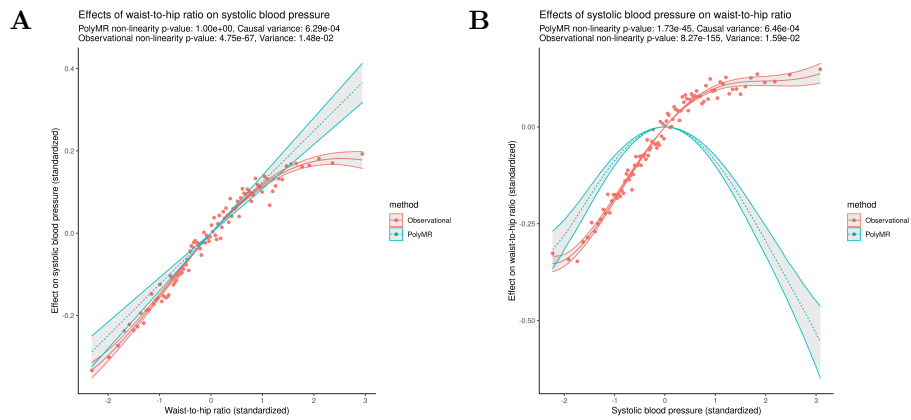 A
Effects of waist-to-hip ratio on systolic blood pressure
PolyMR non-linearity p-value: 1.00e+00, Causal variance: 6.29e-04
Observational non-linearity p-value: 4.75e-67, Variance: 1.48e-02
Effect on systolic blood pressure (standardized)
0.4
0.2
0.0
-0.2
-2
-1
0
1
2
3
Waist-to-hip ratio (standardized)
method
Observational
PolyMR
B
Effects of systolic blood pressure on waist-to-hip ratio
PolyMR non-linearity p-value: 1.73e-45, Causal variance: 6.46e-04
Observational non-linearity p-value: 8.27e-155, Variance: 1.59e-02
Effect on waist-to-hip ratio (standardized)
0.00
-0.25
-0.50
-2
-1
0
1
2
3
Systolic blood pressure (standardized)
method
Observational
PolyMR